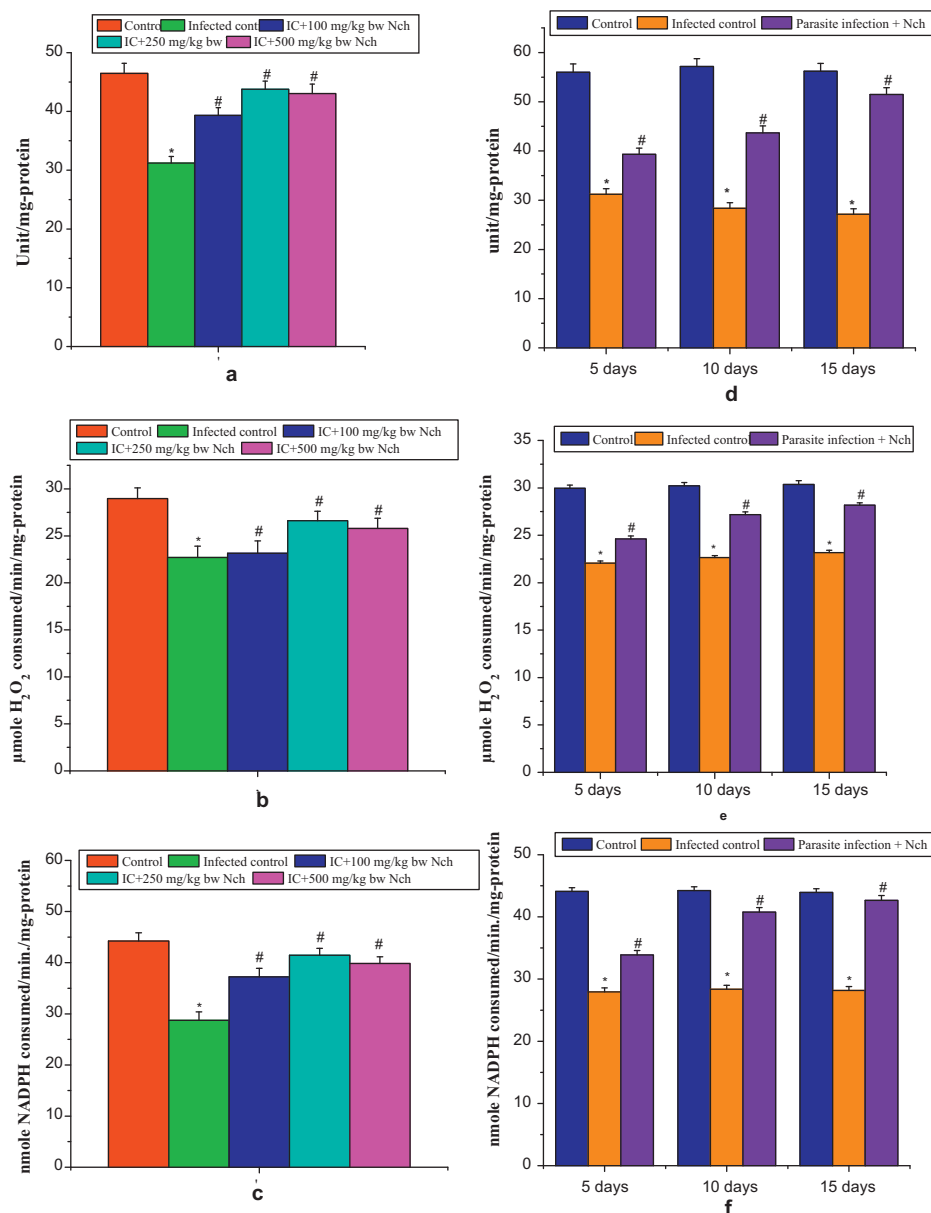 Control Infected cont IC+100 mg/kg bw Nch
IC+250 mg/kg bw IC+500 mg/kg bw Nch
50
40
30
20
10
0
Unit/mg-protein
* # # #
a
Control Infected control Parasite infection + Nch
60
50
40
30
20
10
0
unit/mg-protein
* # * # * #
5 days 10 days 15 days
d
Control Infected control IC+100 mg/kg bw Nch
IC+250 mg/kg bw Nch IC+500 mg/kg bw Nch
30
25
20
15
10
5
0
µmole H₂O₂ consumed/min/mg-protein
* # # #
b
Control Infected control Parasite infection + Nch
35
30
25
20
15
10
5
0
µmole H₂O₂ consumed/min/mg-protein
* # * # * #
5 days 10 days 15 days
e
Control Infected control IC+100 mg/kg bw Nch
IC+250 mg/kg bw Nch IC+500 mg/kg bw Nch
60
50
40
30
20
10
0
nmole NADPH consumed/min./mg-protein
* # # #
c
Control Infected control Parasite infection + Nch
50
40
30
20
10
0
nmole NADPH consumed/min./mg-protein
* # * # * #
5 days 10 days 15 days
f